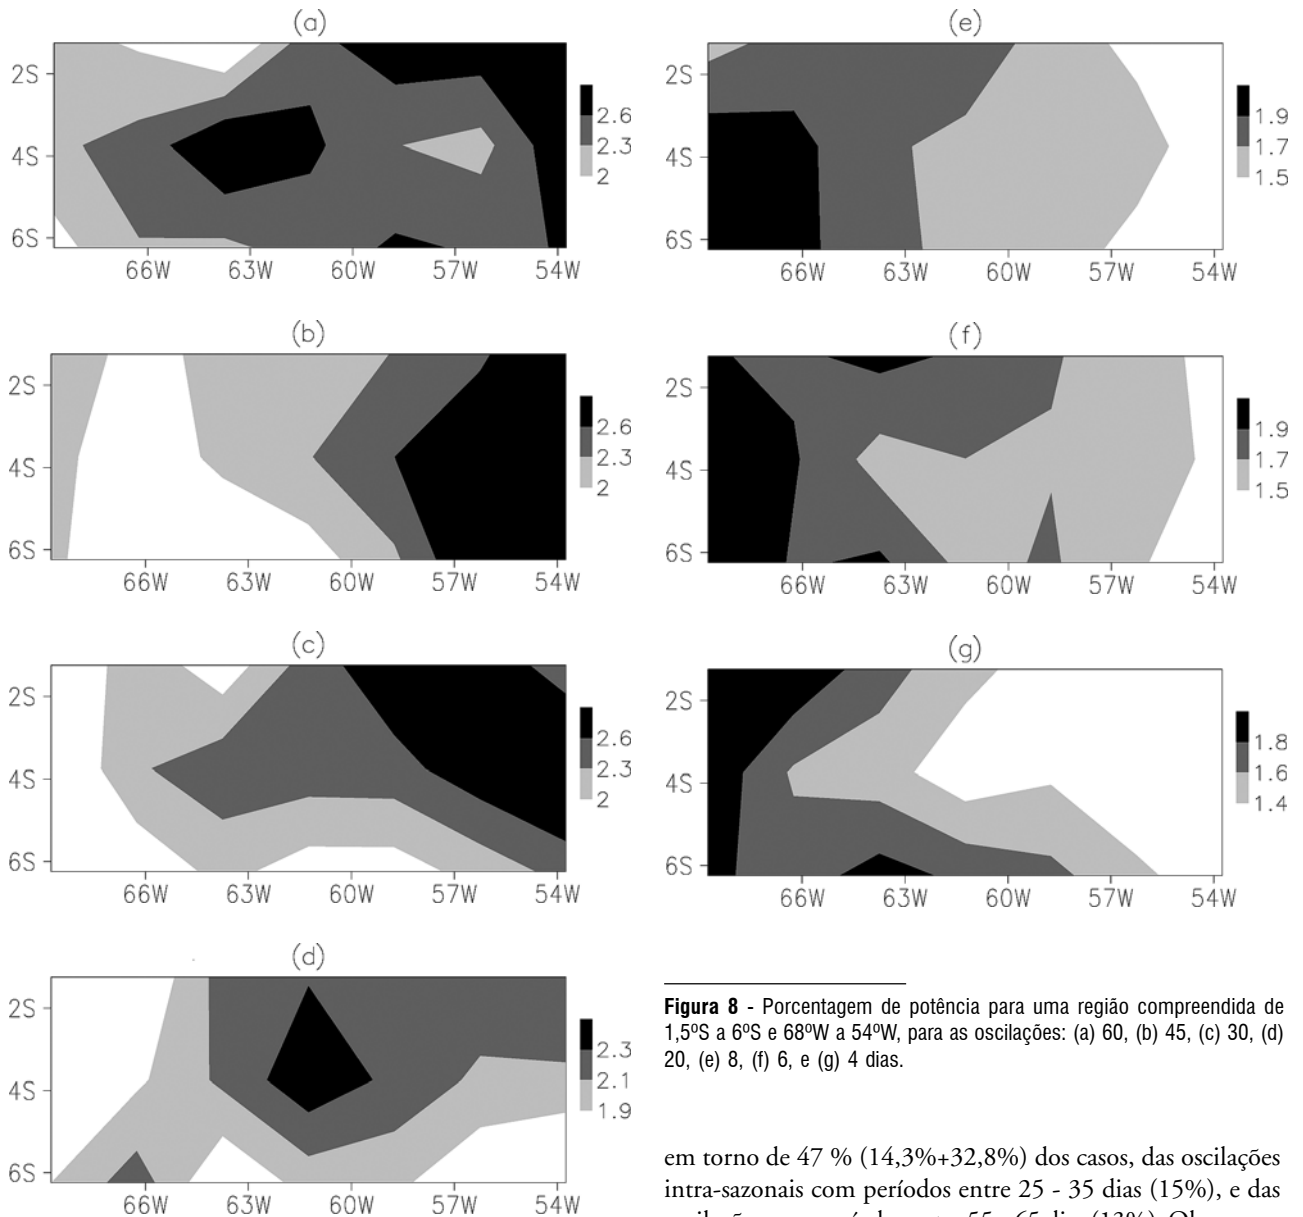 (a)
2S
4S
6S
66W 63W 60W 57W 54W
2.6
2.3
2
(b)
2S
4S
6S
66W 63W 60W 57W 54W
2.6
2.3
2
(c)
2S
4S
6S
66W 63W 60W 57W 54W
2.6
2.3
2
(d)
2S
4S
6S
66W 63W 60W 57W 54W
2.3
2.1
1.9
(e)
2S
4S
6S
66W 63W 60W 57W 54W
1.9
1.7
1.5
(f)
2S
4S
6S
66W 63W 60W 57W 54W
1.9
1.7
1.5
(g)
2S
4S
6S
66W 63W 60W 57W 54W
1.8
1.6
1.4
Figura 8 - Porcentagem de potência para uma região compreendida de
1,5ºS a 6ºS e 68ºW a 54ºW, para as oscilações: (a) 60, (b) 45, (c) 30, (d)
20, (e) 8, (f) 6, e (g) 4 dias.
em torno de 47 % (14,3%+32,8%) dos casos, das oscilações
intra-sazonais com períodos entre 25 - 35 dias (15%), e das